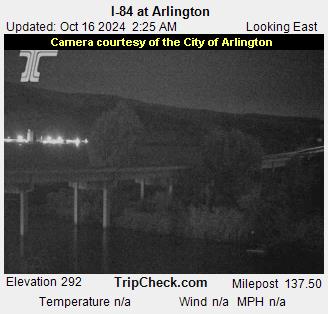 I-84 at Arlington
Updated: Oct 16 2024 2:25 AM Looking East
Camera courtesy of the City of Arlington
Elevation 292 TripCheck.com Milepost 137.50
Temperature n/a Wind n/a MPH n/a